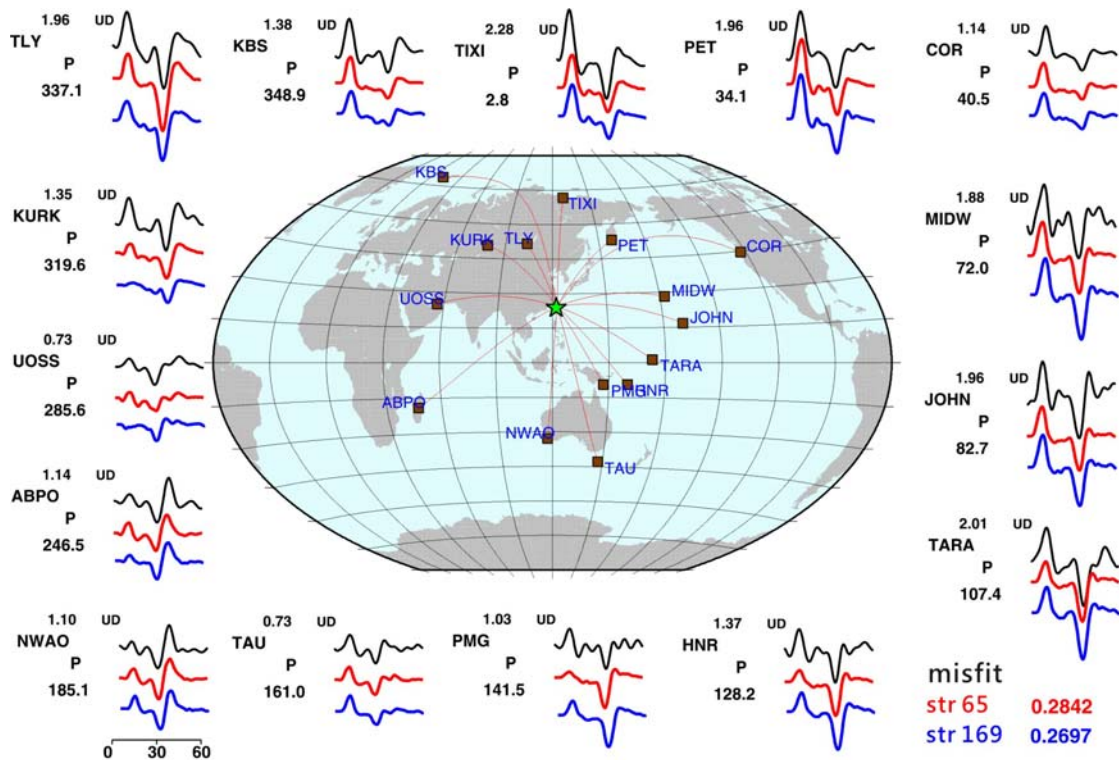 1.96 UD
TLY
P
337.1
1.38 UD
KBS
P
348.9
2.28 UD
TIXI
P
2.8
1.96 UD
PET
P
34.1
1.14 UD
COR
P
40.5
1.35 UD
KURK
P
319.6
0.73 UD
UOSS
P
285.6
1.14 UD
ABPO
P
246.5
KBS
TIXI
KURK TLY PET COR
UOSS MIDW
JOHN
TARA
ABPO PMG HNR
NWAO
TAU
1.88 UD
MIDW
P
72.0
1.96 UD
JOHN
P
82.7
2.01 UD
TARA
P
107.4
1.10 UD
NWAO
P
185.1
0 30 60
0.73 UD
TAU
P
161.0
1.03 UD
PMG
P
141.5
1.37 UD
HNR
P
128.2
misfit
str 65 0.2842
str 169 0.2697